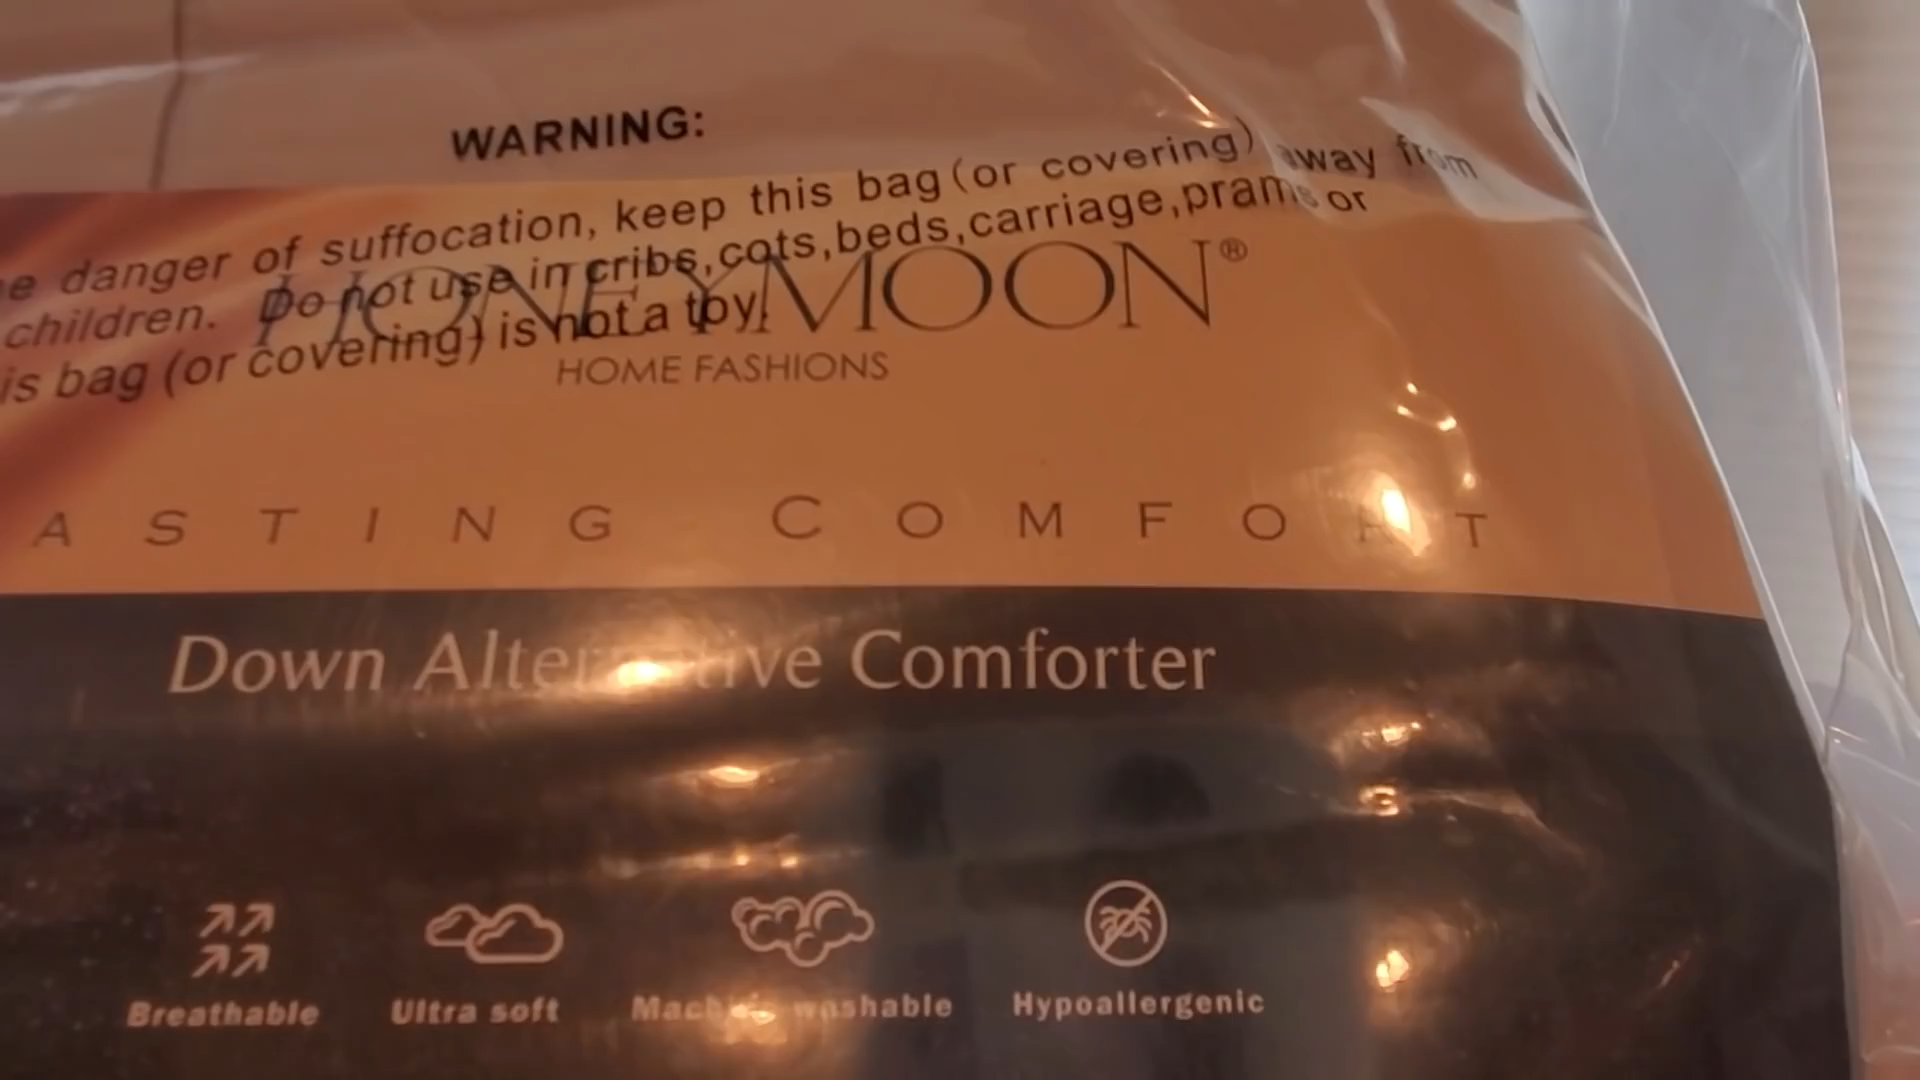 WARNING:
e danger of suffocation, keep this bag (or covering) away from
children. Do not use in cribs,cots,beds,carriage,prams or
is bag (or covering) is not a toy.
HONEYMOON®
HOME FASHIONS
ASTING COMFORT
Down Alternative Comforter
Breathable
Ultra soft
Machine washable
Hypoallergenic